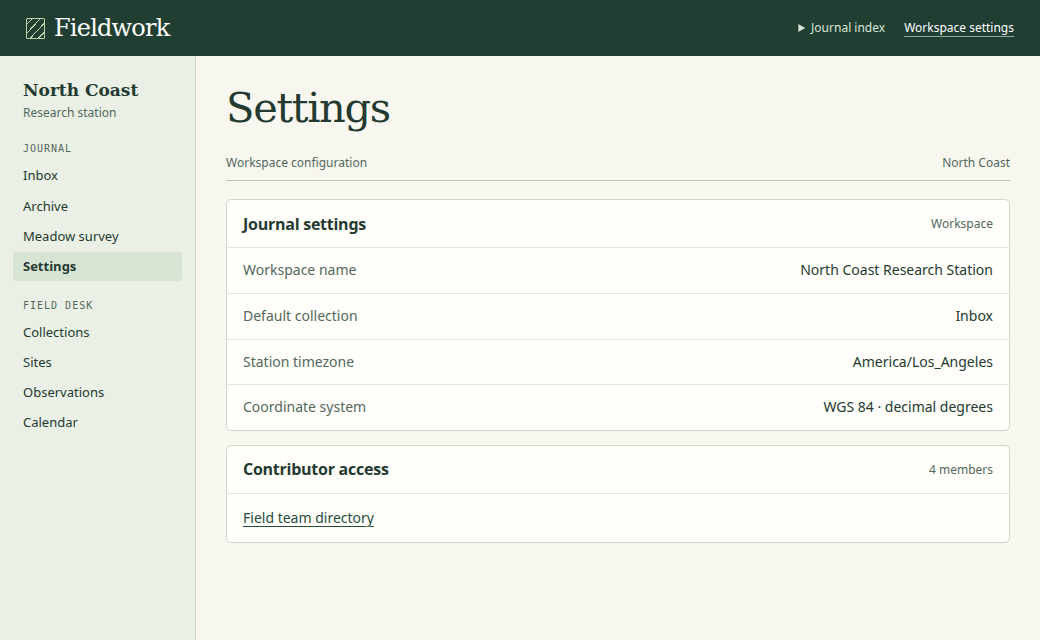 Fieldwork
▶ Journal index Workspace settings
North Coast
Research station
JOURNAL
Inbox
Archive
Meadow survey
Settings
FIELD DESK
Collections
Sites
Observations
Calendar
Settings
Workspace configuration North Coast
Journal settings Workspace
Workspace name North Coast Research Station
Default collection Inbox
Station timezone America/Los_Angeles
Coordinate system WGS 84 · decimal degrees
Contributor access 4 members
Field team directory